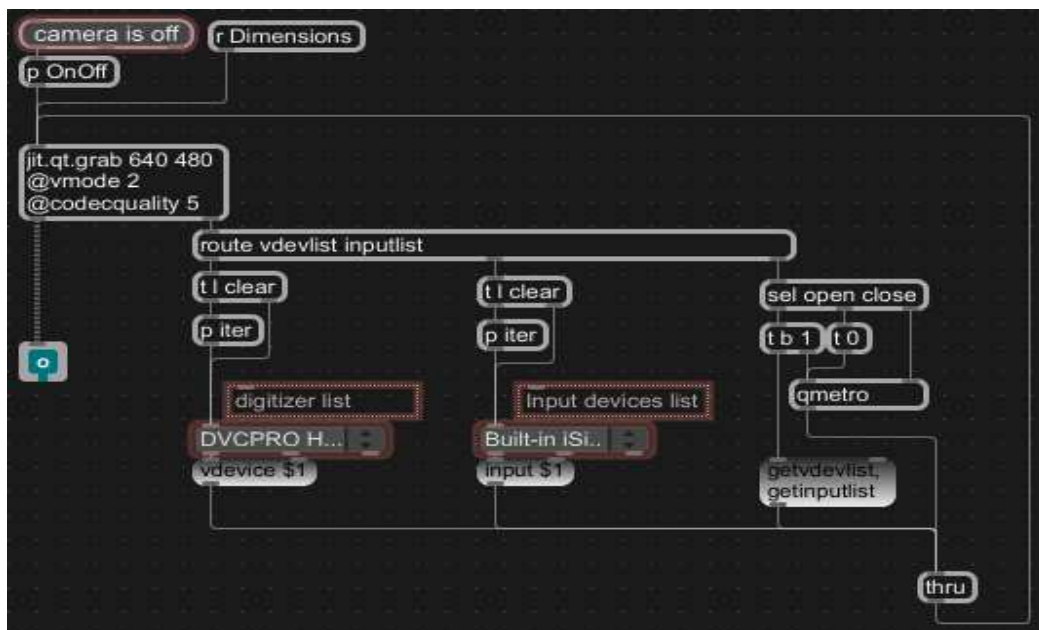 camera is off
r Dimensions
p OnOff
jit.qt.grab 640 480
@vmode 2
@codecquality 5
route vdevlist inputlist
t l clear
t l clear
sel open close
p iter
p iter
t b 1
t 0
digitizer list
Input devices list
qmetro
DVCPRO H...
Built-in iSi..
vdevice $1
input $1
getvdevlist;
getinputlist
thru